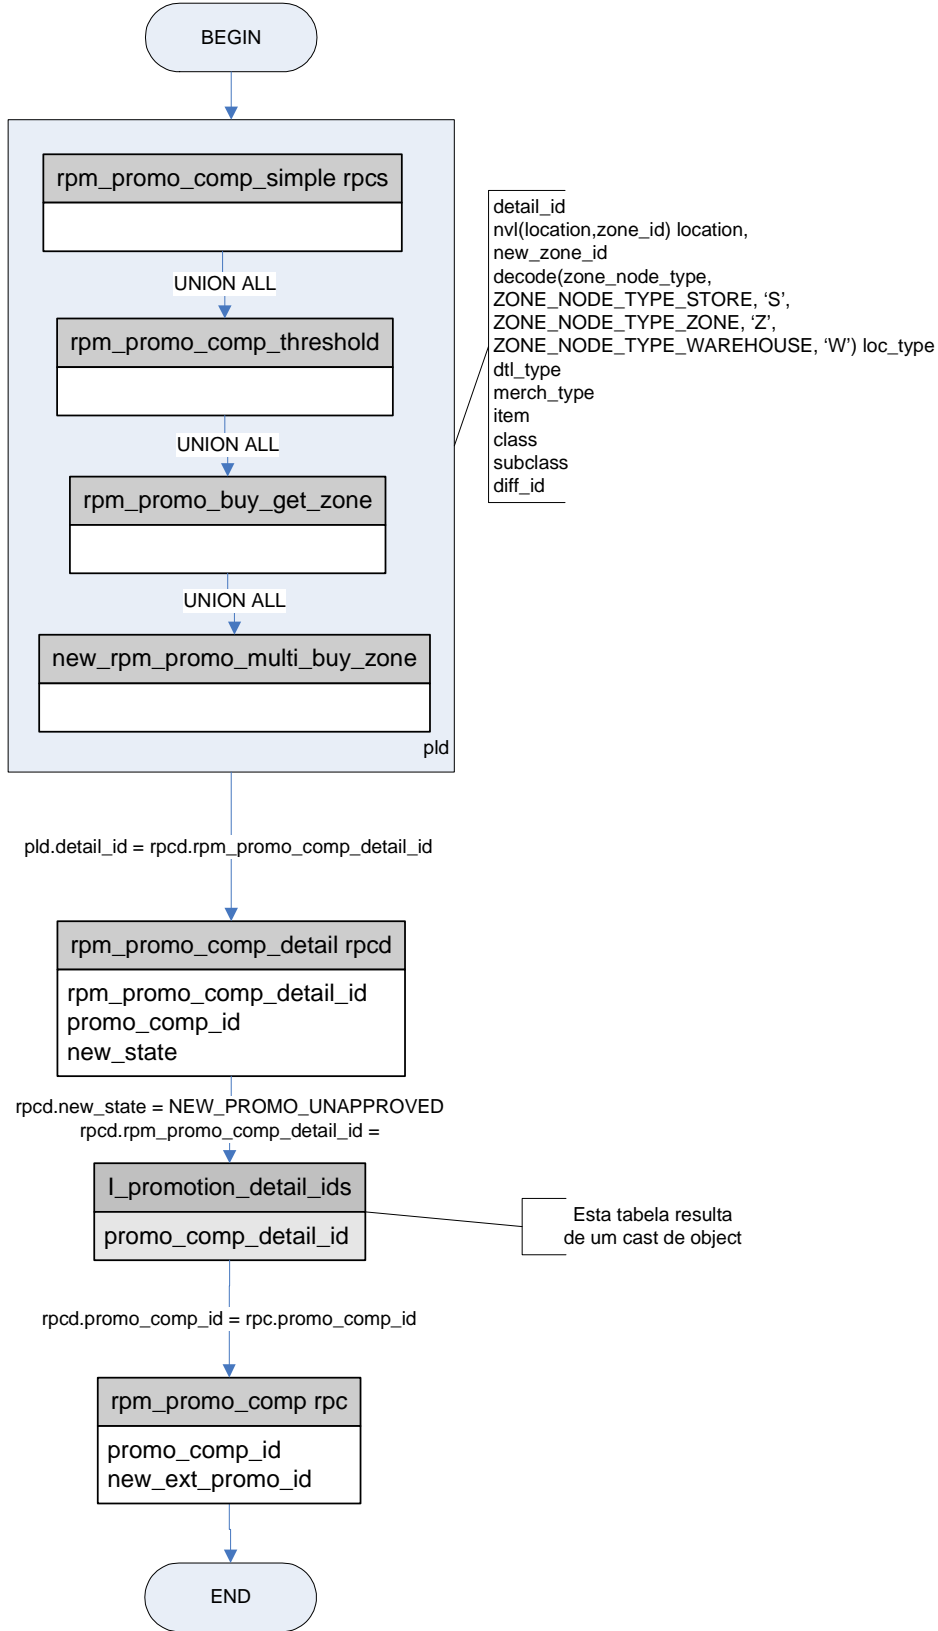 BEGIN
rpm_promo_comp_simple rpcs
UNION ALL
rpm_promo_comp_threshold
UNION ALL
rpm_promo_buy_get_zone
UNION ALL
new_rpm_promo_multi_buy_zone
pld
detail_id
nvl(location,zone_id) location,
new_zone_id
decode(zone_node_type,
ZONE_NODE_TYPE_STORE, ‘S’,
ZONE_NODE_TYPE_ZONE, ‘Z’,
ZONE_NODE_TYPE_WAREHOUSE, ‘W’) loc_type
dtl_type
merch_type
item
class
subclass
diff_id
pld.detail_id = rpcd.rpm_promo_comp_detail_id
rpm_promo_comp_detail rpcd
rpm_promo_comp_detail_id
promo_comp_id
new_state
rpcd.new_state = NEW_PROMO_UNAPPROVED
rpcd.rpm_promo_comp_detail_id =
I_promotion_detail_ids
promo_comp_detail_id
Esta tabela resulta
de um cast de object
rpcd.promo_comp_id = rpc.promo_comp_id
rpm_promo_comp rpc
promo_comp_id
new_ext_promo_id
END